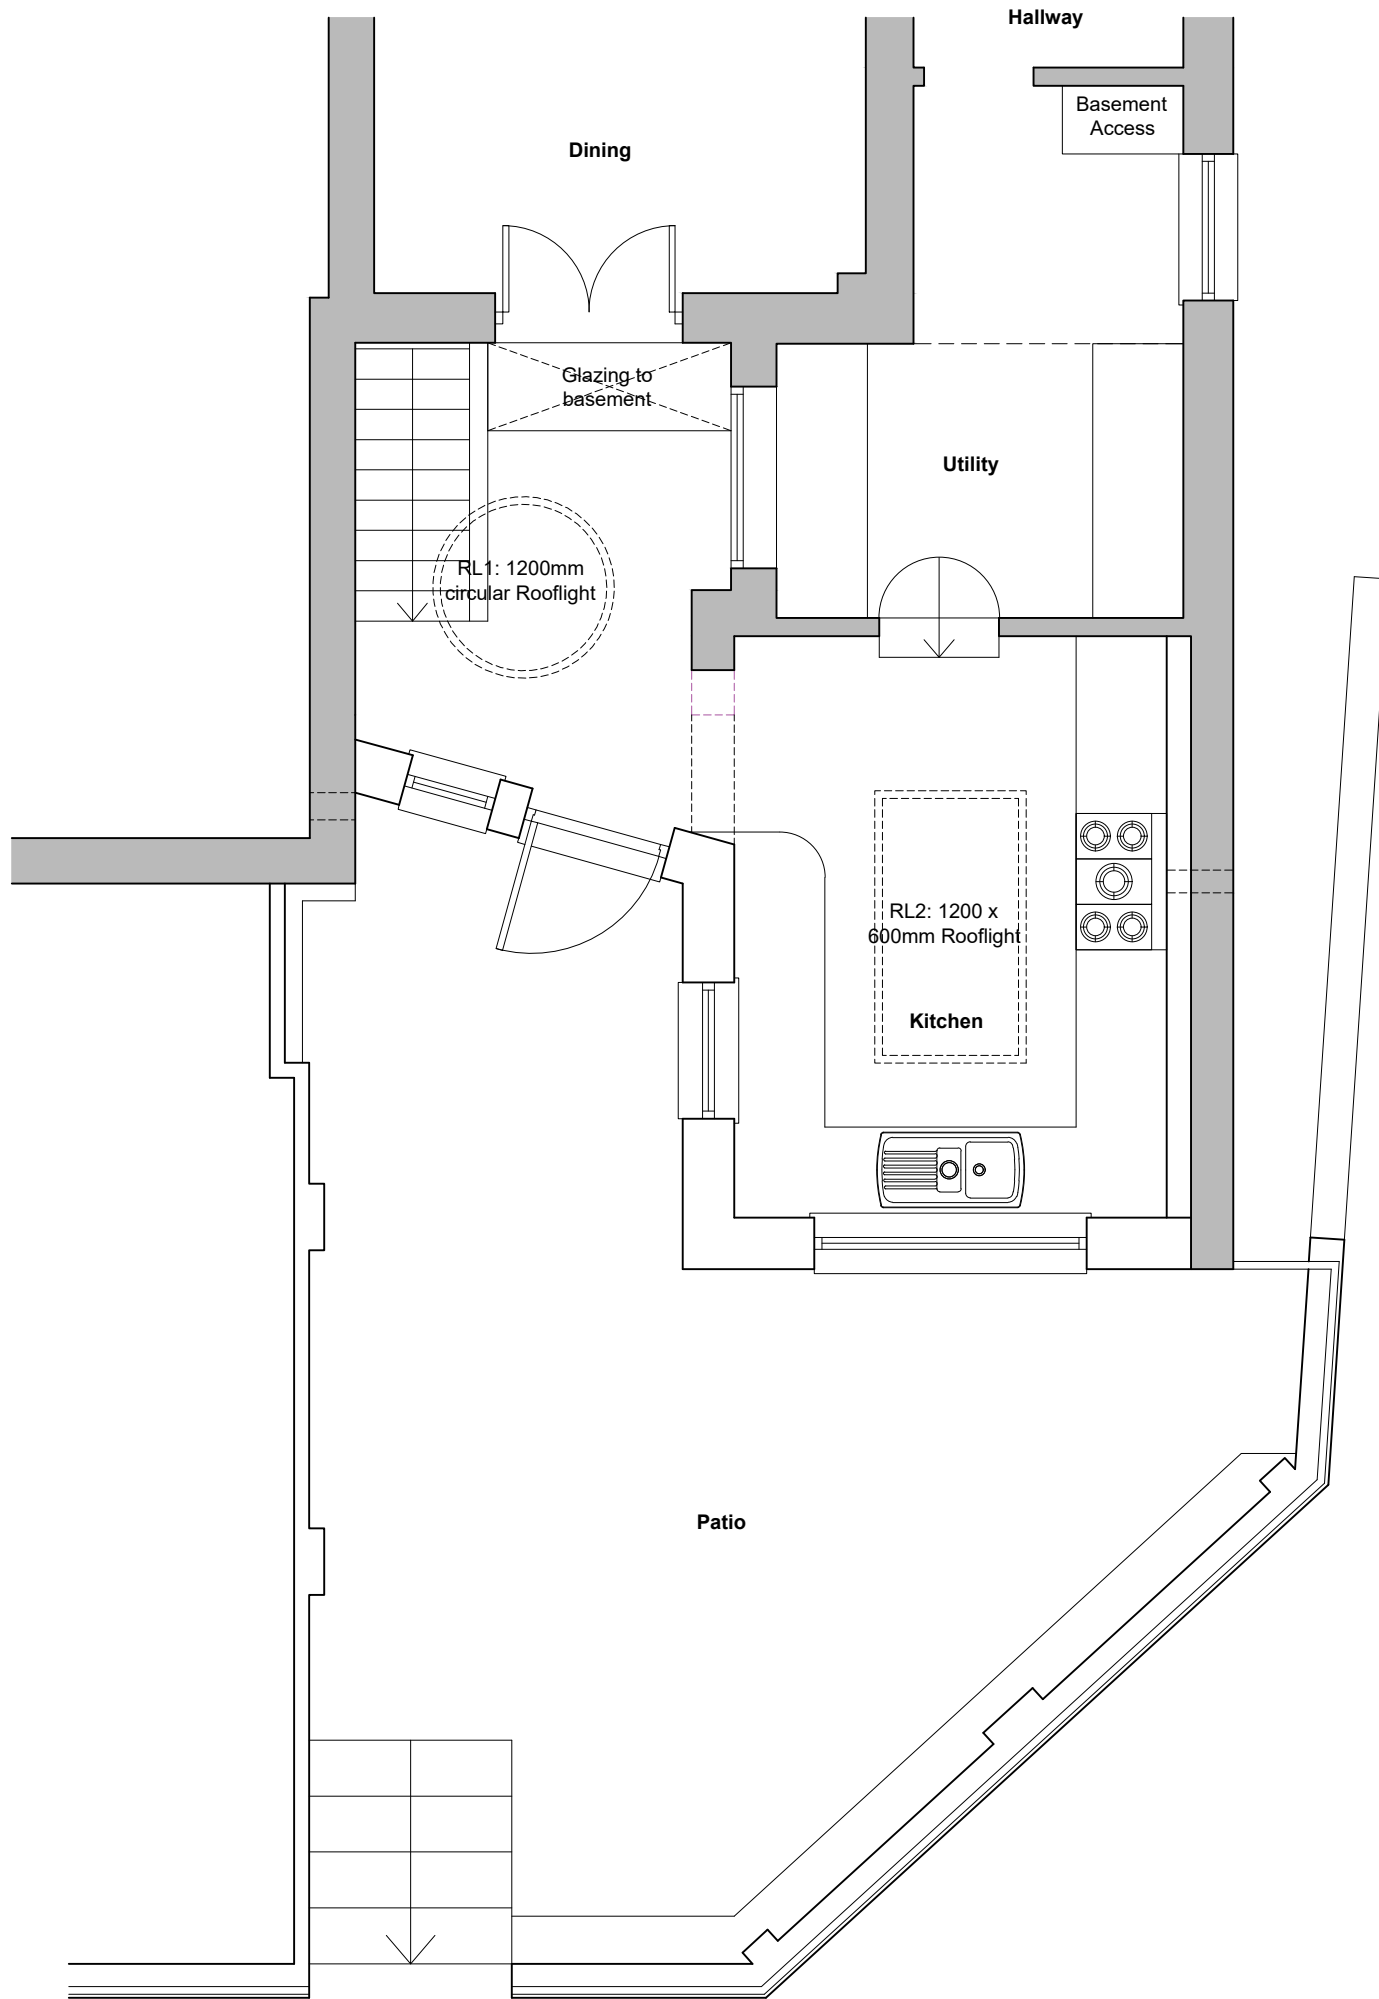 Hallway
Basement
Access
Dining
Glazing to
basement
Utility
RL1: 1200mm
circular Rooflight
RL2: 1200 x
600mm Rooflight
Kitchen
Patio